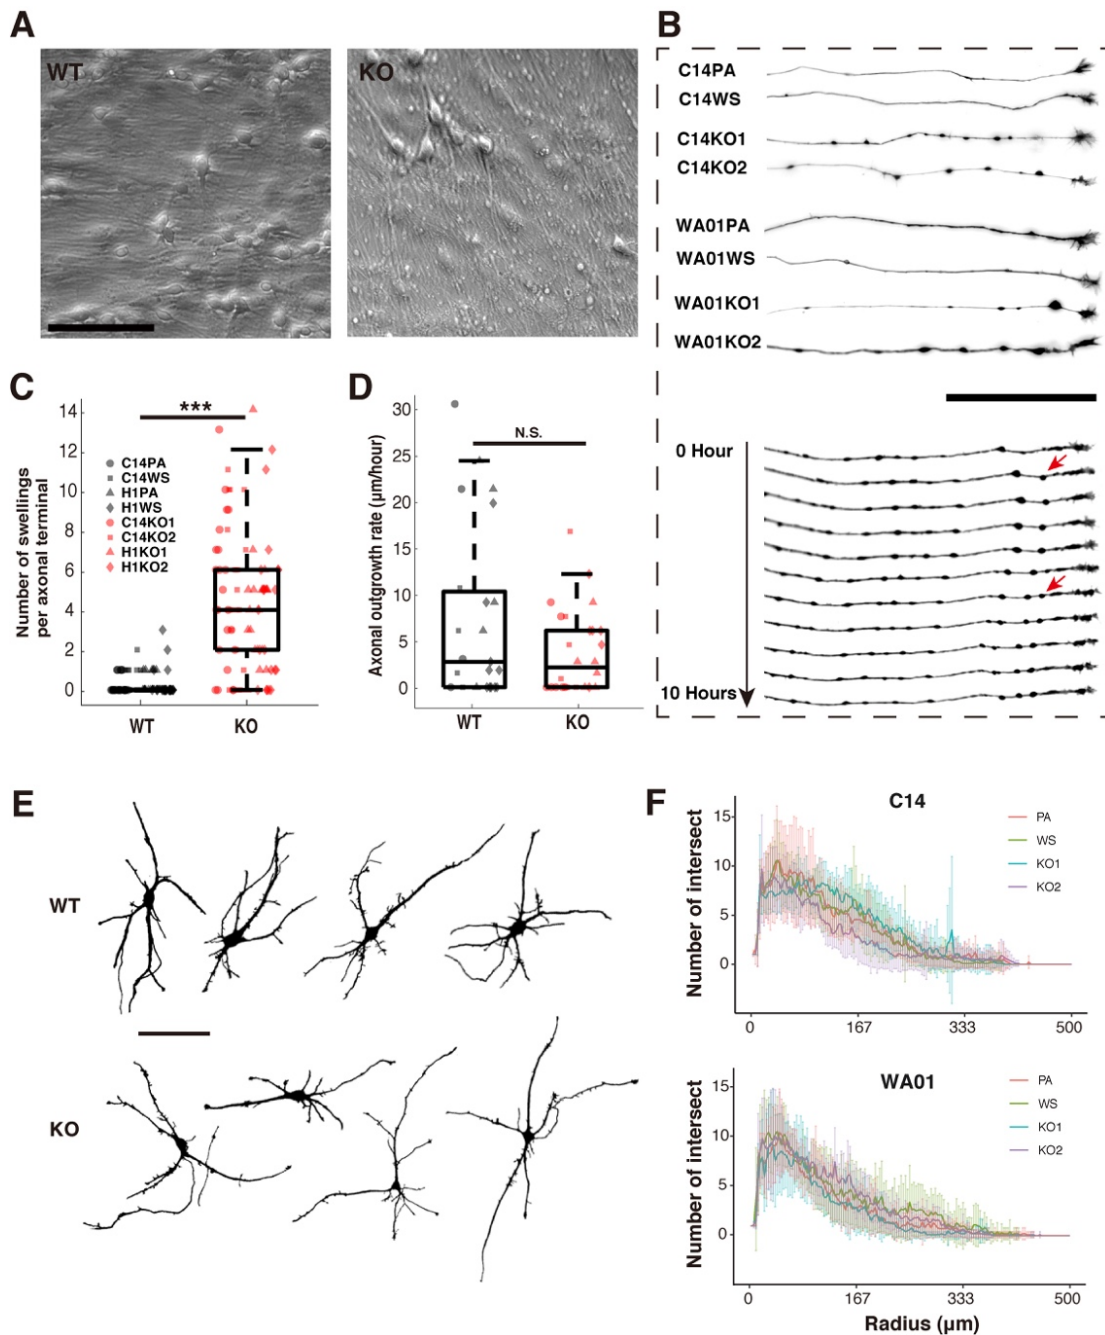 A
WT
KO
B
C14PA
C14WS
C14KO1
C14KO2
WA01PA
WA01WS
WA01KO1
WA01KO2
0 Hour
10 Hours
C
Number of swellings
per axonal terminal
14
12
10
8
6
4
2
0
***
C14PA
C14WS
H1PA
H1WS
C14KO1
C14KO2
H1KO1
H1KO2
WT
KO
D
Axonal outgrowth rate (μm/hour)
30
25
20
15
10
5
0
N.S.
WT
KO
E
WT
KO
F
C14
Number of intersect
15
10
5
0
PA
WS
KO1
KO2
0
167
333
500
WA01
Number of intersect
15
10
5
0
PA
WS
KO1
KO2
0
167
333
500
Radius (μm)